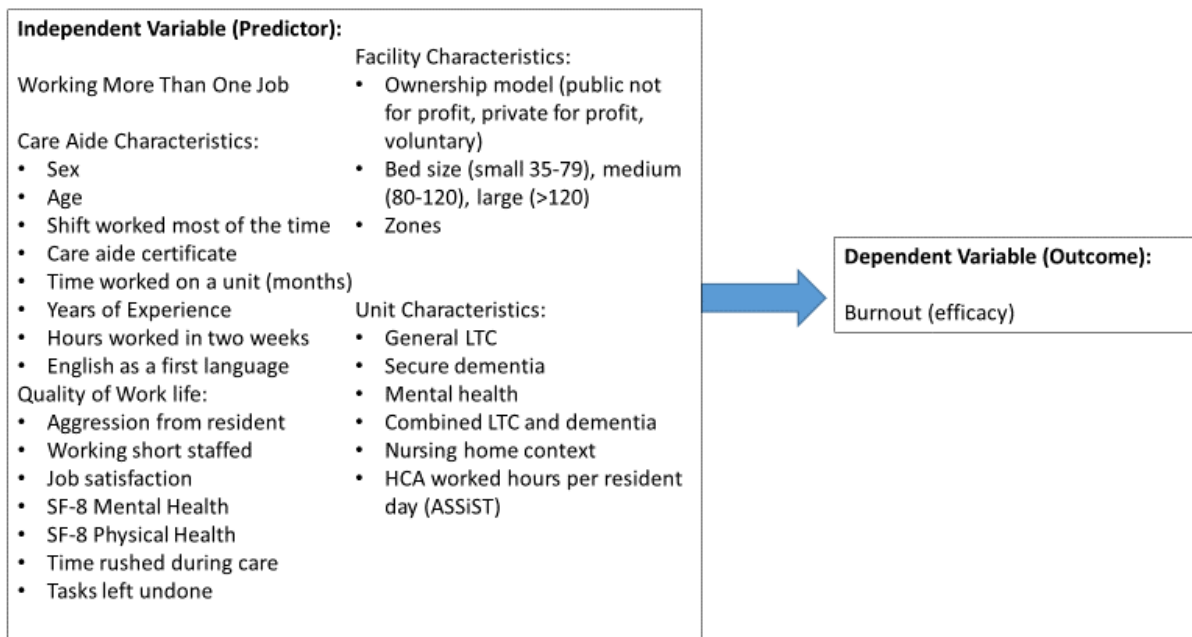 Independent Variable (Predictor):
Working More Than One Job
Care Aide Characteristics:
• Sex
• Age
• Shift worked most of the time
• Care aide certificate
• Time worked on a unit (months)
• Years of Experience
• Hours worked in two weeks
• English as a first language
Quality of Work life:
• Aggression from resident
• Working short staffed
• Job satisfaction
• SF-8 Mental Health
• SF-8 Physical Health
• Time rushed during care
• Tasks left undone
Facility Characteristics:
• Ownership model (public not
for profit, private for profit,
voluntary)
• Bed size (small 35-79), medium
(80-120), large (>120)
• Zones
Unit Characteristics:
• General LTC
• Secure dementia
• Mental health
• Combined LTC and dementia
• Nursing home context
• HCA worked hours per resident
day (ASSiST)
Dependent Variable (Outcome):
Burnout (efficacy)